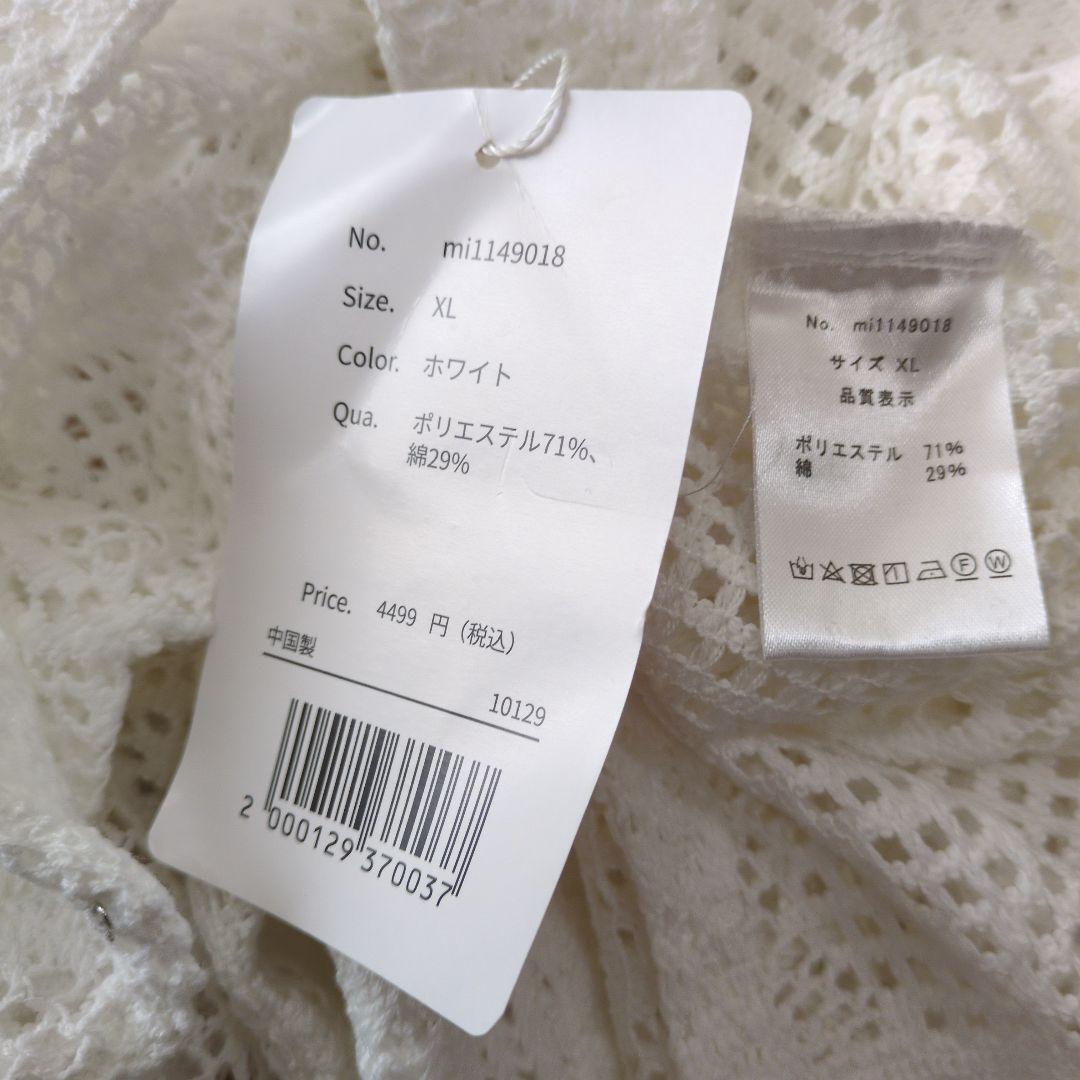 No. mi1149018
Size. XL
Color. ホワイト
Qua. ポリエステル71%、
綿29%
Price. 4499 円（税込）
中国製
10129
2 000129 370037
No. mi1149018
サイズ XL
品質表示
ポリエステル 71%
綿 29%
F W